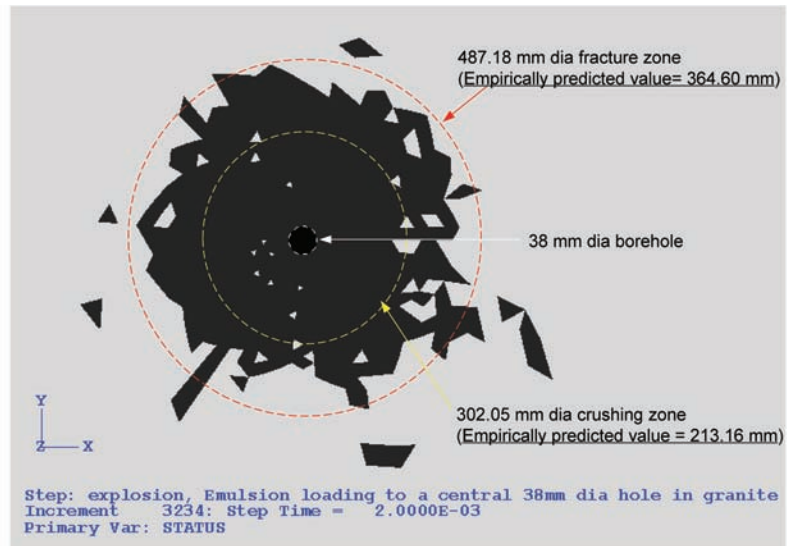 487.18 mm dia fracture zone
(Empirically predicted value= 364.60 mm)
38 mm dia borehole
302.05 mm dia crushing zone
(Empirically predicted value = 213.16 mm)
Y
Z X
Step: explosion, Emulsion loading to a central 38mm dia hole in granite
Increment 3234: Step Time = 2.0000E-03
Primary Var: STATUS